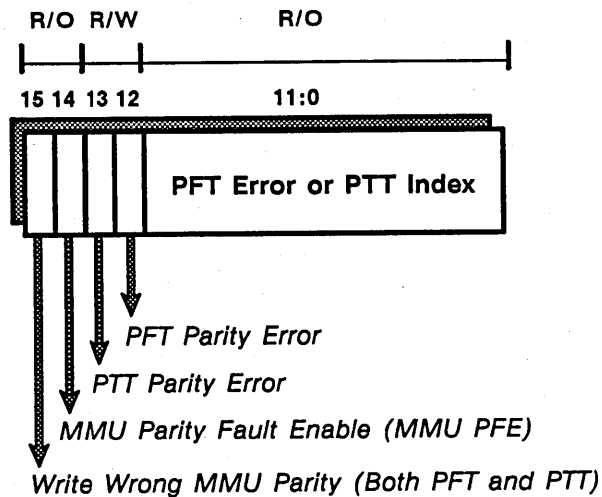 R/O R/W R/O
15 14 13 12 11:0
PFT Error or PTT Index
PFT Parity Error
PTT Parity Error
MMU Parity Fault Enable (MMU PFE)
Write Wrong MMU Parity (Both PFT and PTT)